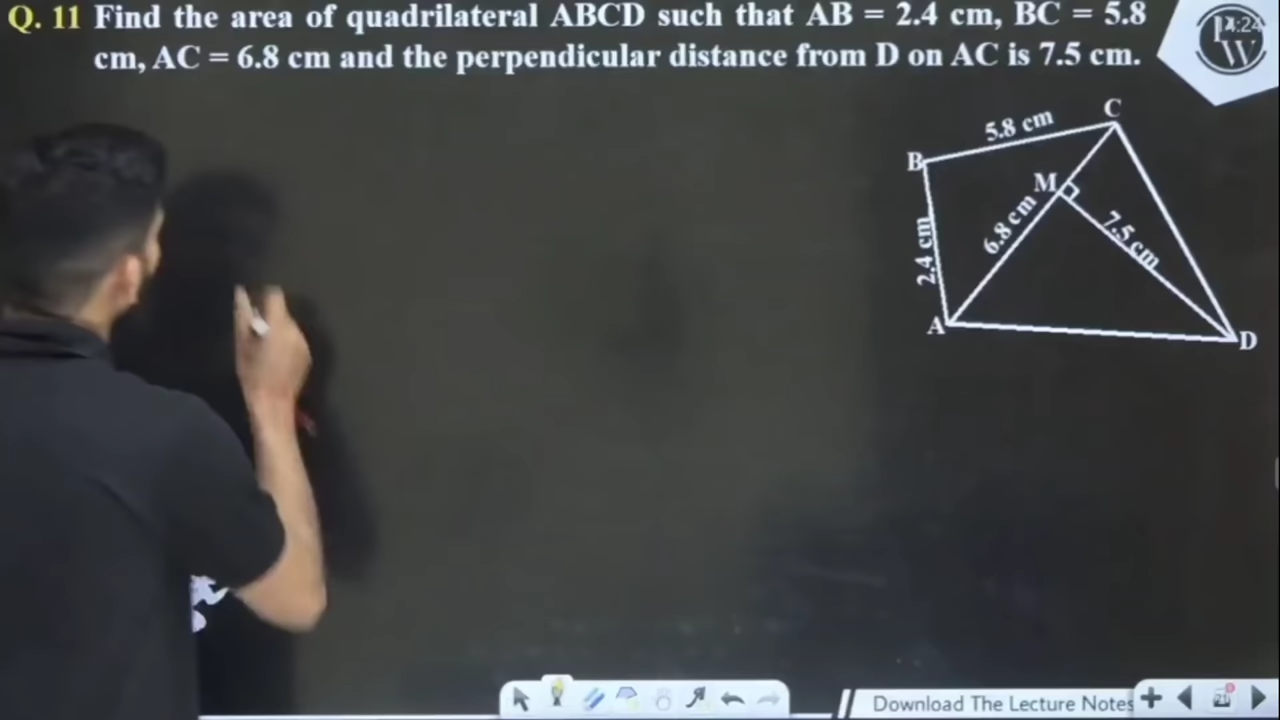 Q. 11 Find the area of quadrilateral ABCD such that AB = 2.4 cm, BC = 5.8
cm, AC = 6.8 cm and the perpendicular distance from D on AC is 7.5 cm.
C
5.8 cm
B
M
6.8 cm
7.5 cm
2.4 cm
A
D
Download The Lecture Notes